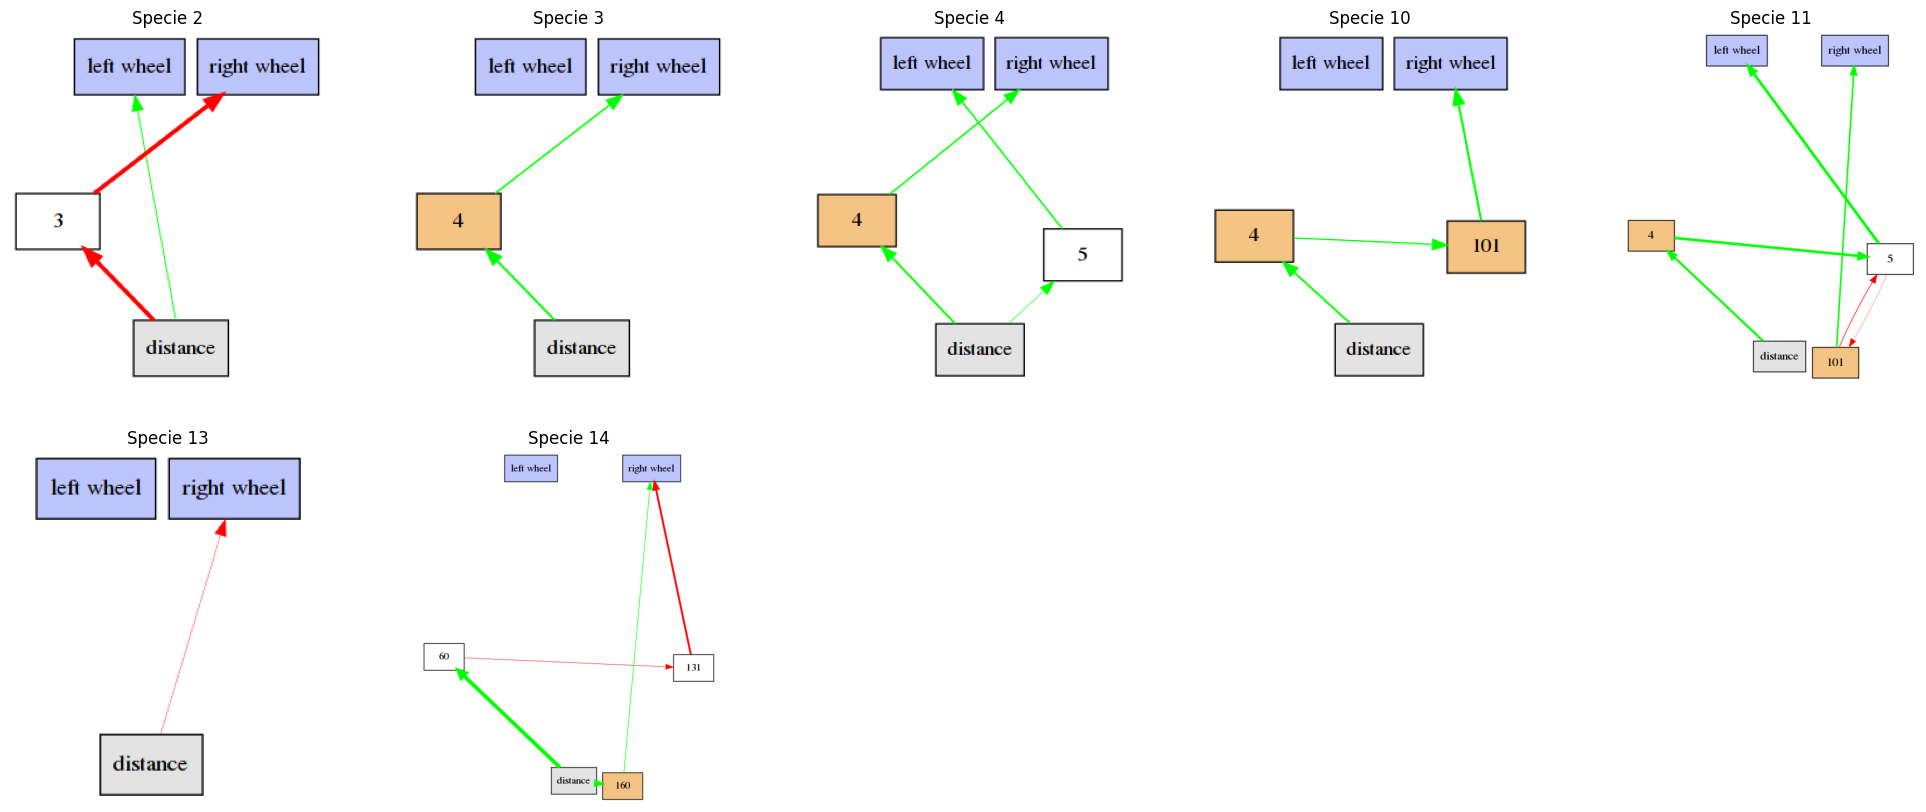 Specie 2
left wheel
right wheel
3
distance
Specie 3
left wheel
right wheel
4
distance
Specie 4
left wheel
right wheel
4
5
distance
Specie 10
left wheel
right wheel
4
101
distance
Specie 11
left wheel
right wheel
4
5
distance
101
Specie 13
left wheel
right wheel
distance
Specie 14
left wheel
right wheel
60
131
distance
160